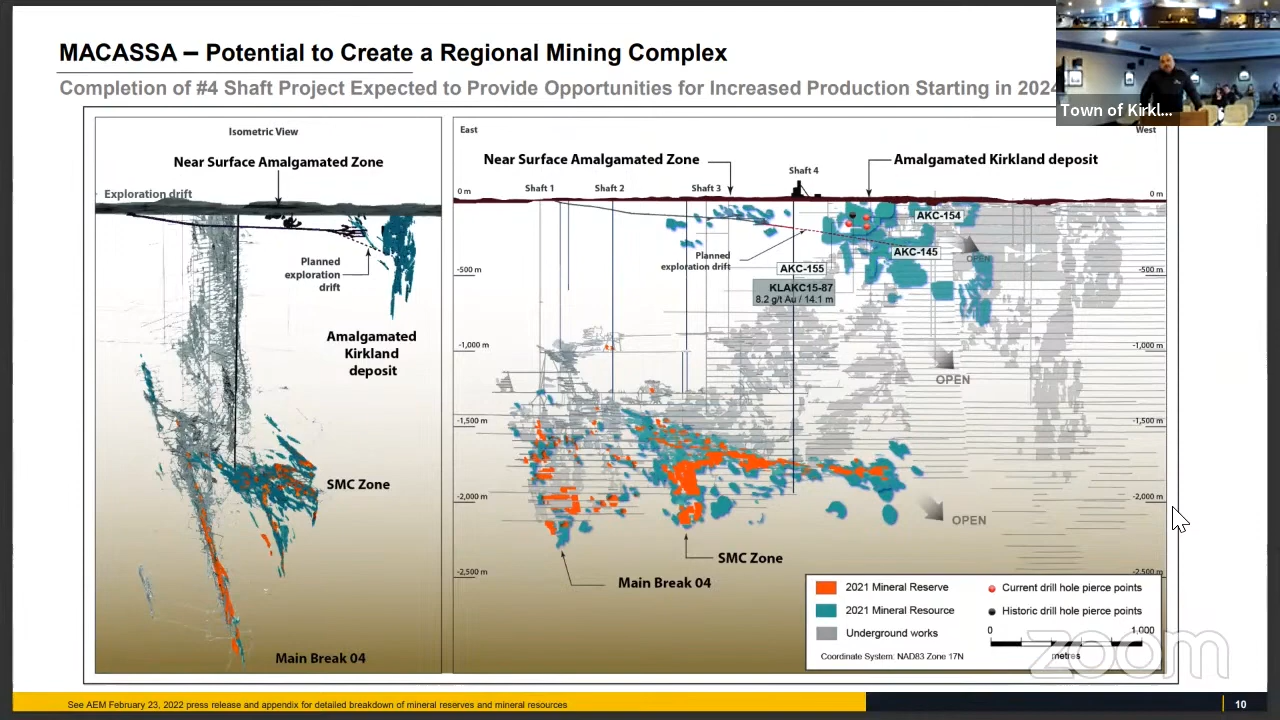 MACASSA – Potential to Create a Regional Mining Complex
Completion of #4 Shaft Project Expected to Provide Opportunities for Increased Production Starting in 2024
Town of Kirkl...
Isometric View
Near Surface Amalgamated Zone
Exploration drift
Planned
exploration
drift
Amalgamated
Kirkland
deposit
SMC Zone
Main Break 04
East
West
Near Surface Amalgamated Zone
Amalgamated Kirkland deposit
Shaft 4
Shaft 1
Shaft 2
Shaft 3
0 m
0 m
AKC-154
AKC-145
OPEN
Planned
exploration drift
AKC-155
-500 m
-500 m
KLAKC15-87
8.2 g/t Au / 14.1 m
-1,000 m
-1,000 m
OPEN
-1,500 m
-1,500 m
-2,000 m
-2,000 m
OPEN
SMC Zone
-2,500 m
-2,500 m
Main Break 04
2021 Mineral Reserve
2021 Mineral Resource
Underground works
Current drill hole pierce points
Historic drill hole pierce points
0
1,000
metres
Coordinate System: NAD83 Zone 17N
zoom
See AEM February 23, 2022 press release and appendix for detailed breakdown of mineral reserves and mineral resources
10